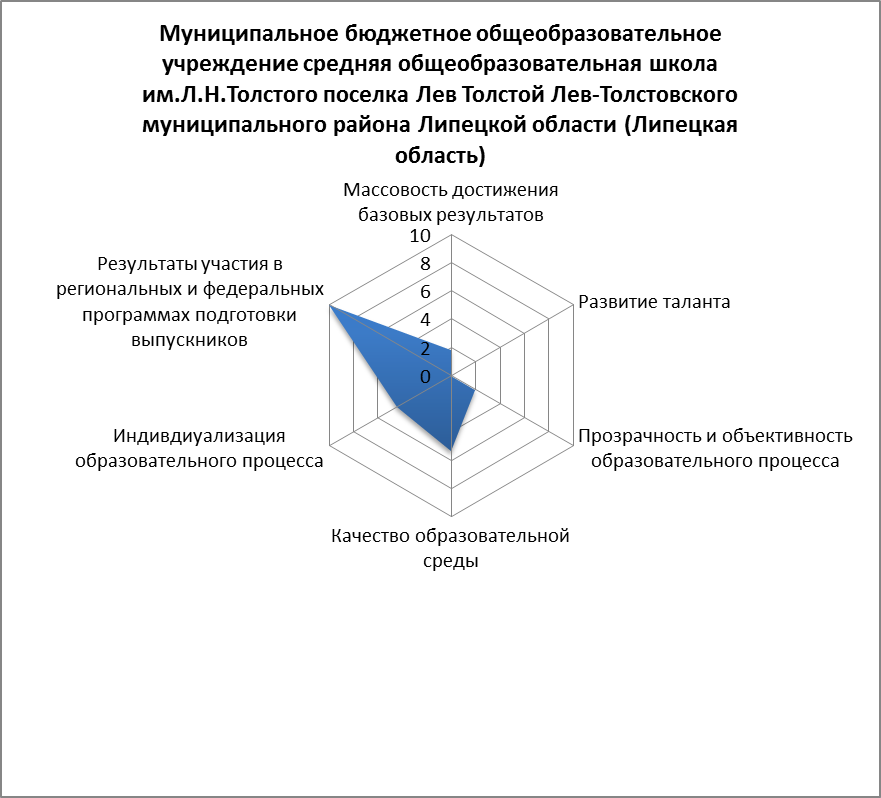 Муниципальное бюджетное общеобразовательное
учреждение средняя общеобразовательная школа
им.Л.Н.Толстого поселка Лев Толстой Лев-Толстовского
муниципального района Липецкой области (Липецкая
область)
Массовость достижения
базовых результатов
Развитие таланта
Прозрачность и объективность
образовательного процесса
Качество образовательной
среды
Индивдиуализация
образовательного процесса
Результаты участия в
региональных и федеральных
программах подготовки
выпускников
10
8
6
4
2
0